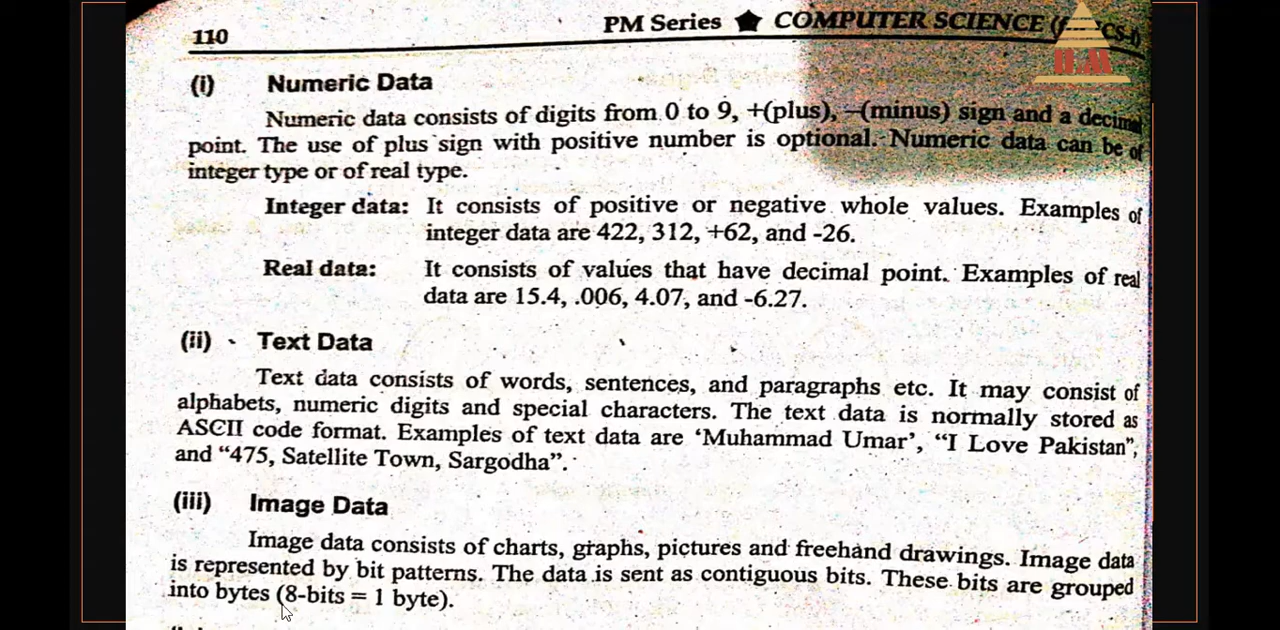 110
PM Series ★ COMPUTER SCIENCE
(i) Numeric Data
Numeric data consists of digits from 0 to 9, +(plus), –(minus) sign and a decimal
point. The use of plus sign with positive number is optional. Numeric data can be of
integer type or of real type.
Integer data: It consists of positive or negative whole values. Examples of
integer data are 422, 312, +62, and -26.
Real data: It consists of values that have decimal point. Examples of real
data are 15.4, .006, 4.07, and -6.27.
(ii) Text Data
Text data consists of words, sentences, and paragraphs etc. It may consist of
alphabets, numeric digits and special characters. The text data is normally stored as
ASCII code format. Examples of text data are ‘Muhammad Umar’, “I Love Pakistan”,
and “475, Satellite Town, Sargodha”.
(iii) Image Data
Image data consists of charts, graphs, pictures and freehand drawings. Image data
is represented by bit patterns. The data is sent as contiguous bits. These bits are grouped
into bytes (8-bits = 1 byte).